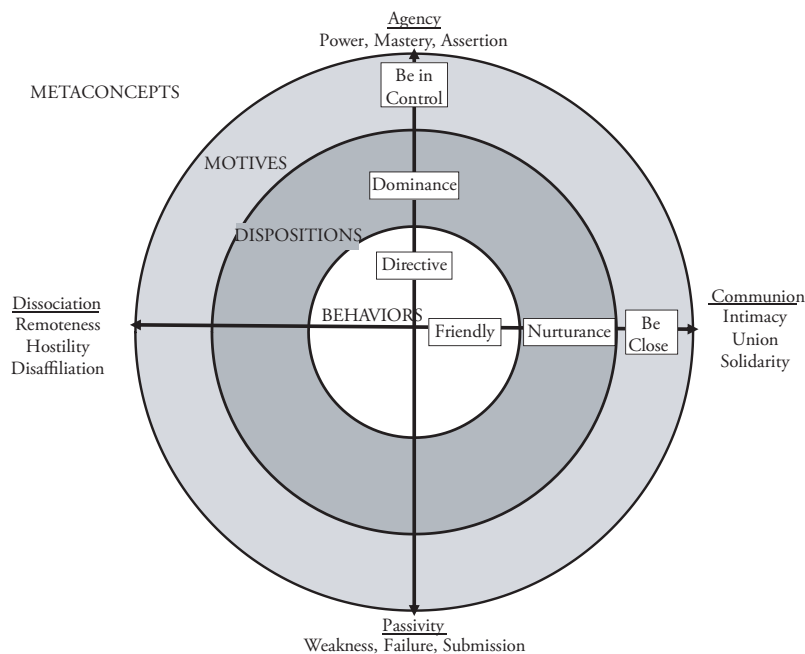 Agency
Power, Mastery, Assertion
METACONCEPTS
Be in
Control
MOTIVES
Dominance
DISPOSITIONS
Directive
BEHAVIORS
Friendly
Nurturance
Be
Close
Dissociation
Remoteness
Hostility
Disaffiliation
Communion
Intimacy
Union
Solidarity
Passivity
Weakness, Failure, Submission